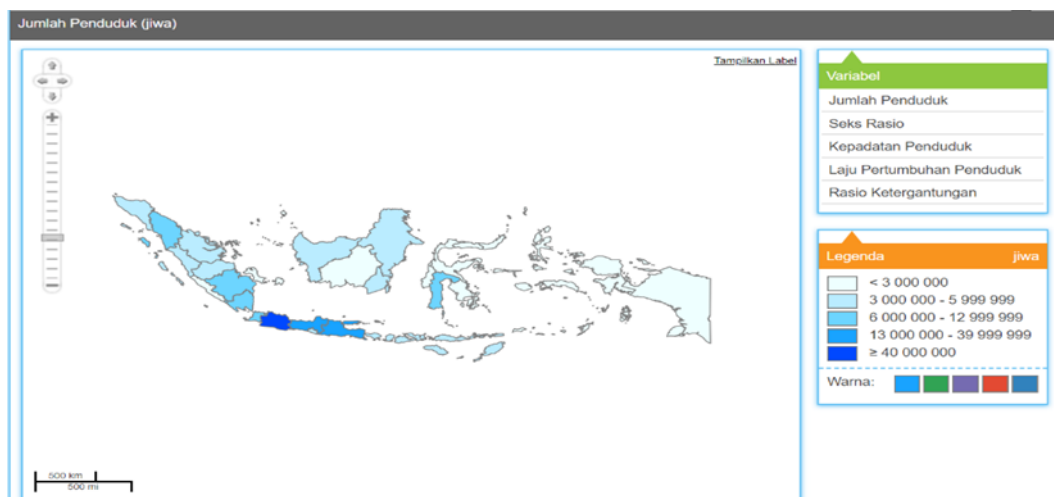 Jumlah Penduduk (jiwa)
Tampilkan Label
Variabel
Jumlah Penduduk
Seks Rasio
Kepadatan Penduduk
Laju Pertumbuhan Penduduk
Rasio Ketergantungan
Legenda jiwa
< 3 000 000
3 000 000 - 5 999 999
6 000 000 - 12 999 999
13 000 000 - 39 999 999
≥ 40 000 000
Warna:
500 km
500 mi